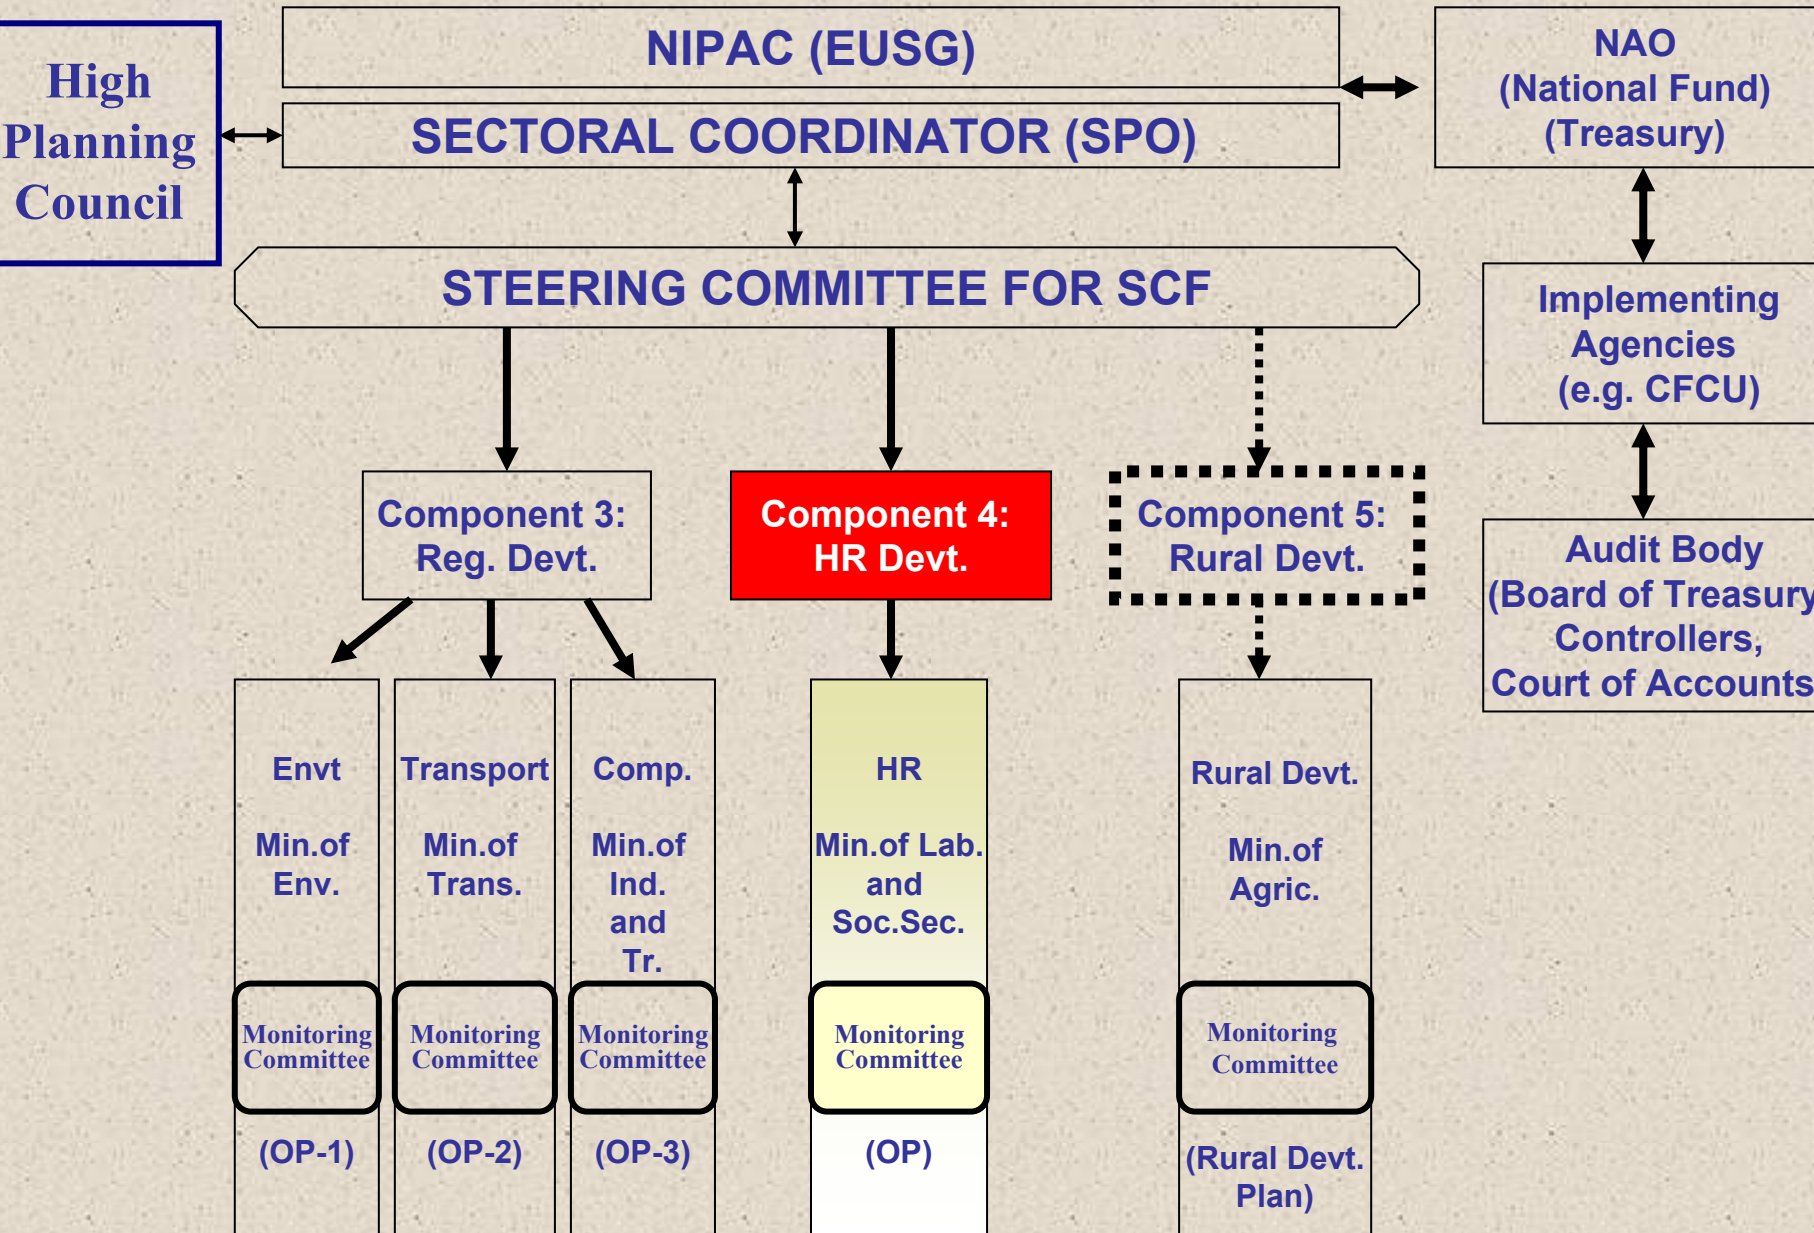 High
Planning
Council
NIPAC (EUSG)
SECTORAL COORDINATOR (SPO)
NAO
(National Fund)
(Treasury)
STEERING COMMITTEE FOR SCF
Implementing
Agencies
(e.g. CFCU)
Component 3:
Reg. Devt.
Component 4:
HR Devt.
Component 5:
Rural Devt.
Audit Body
(Board of Treasury
Controllers,
Court of Accounts
Envt
Min.of
Env.
Monitoring
Committee
(OP-1)
Transport
Min.of
Trans.
Monitoring
Committee
(OP-2)
Comp.
Min.of
Ind.
and
Tr.
Monitoring
Committee
(OP-3)
HR
Min.of Lab.
and
Soc.Sec.
Monitoring
Committee
(OP)
Rural Devt.
Min.of
Agric.
Monitoring
Committee
(Rural Devt.
Plan)